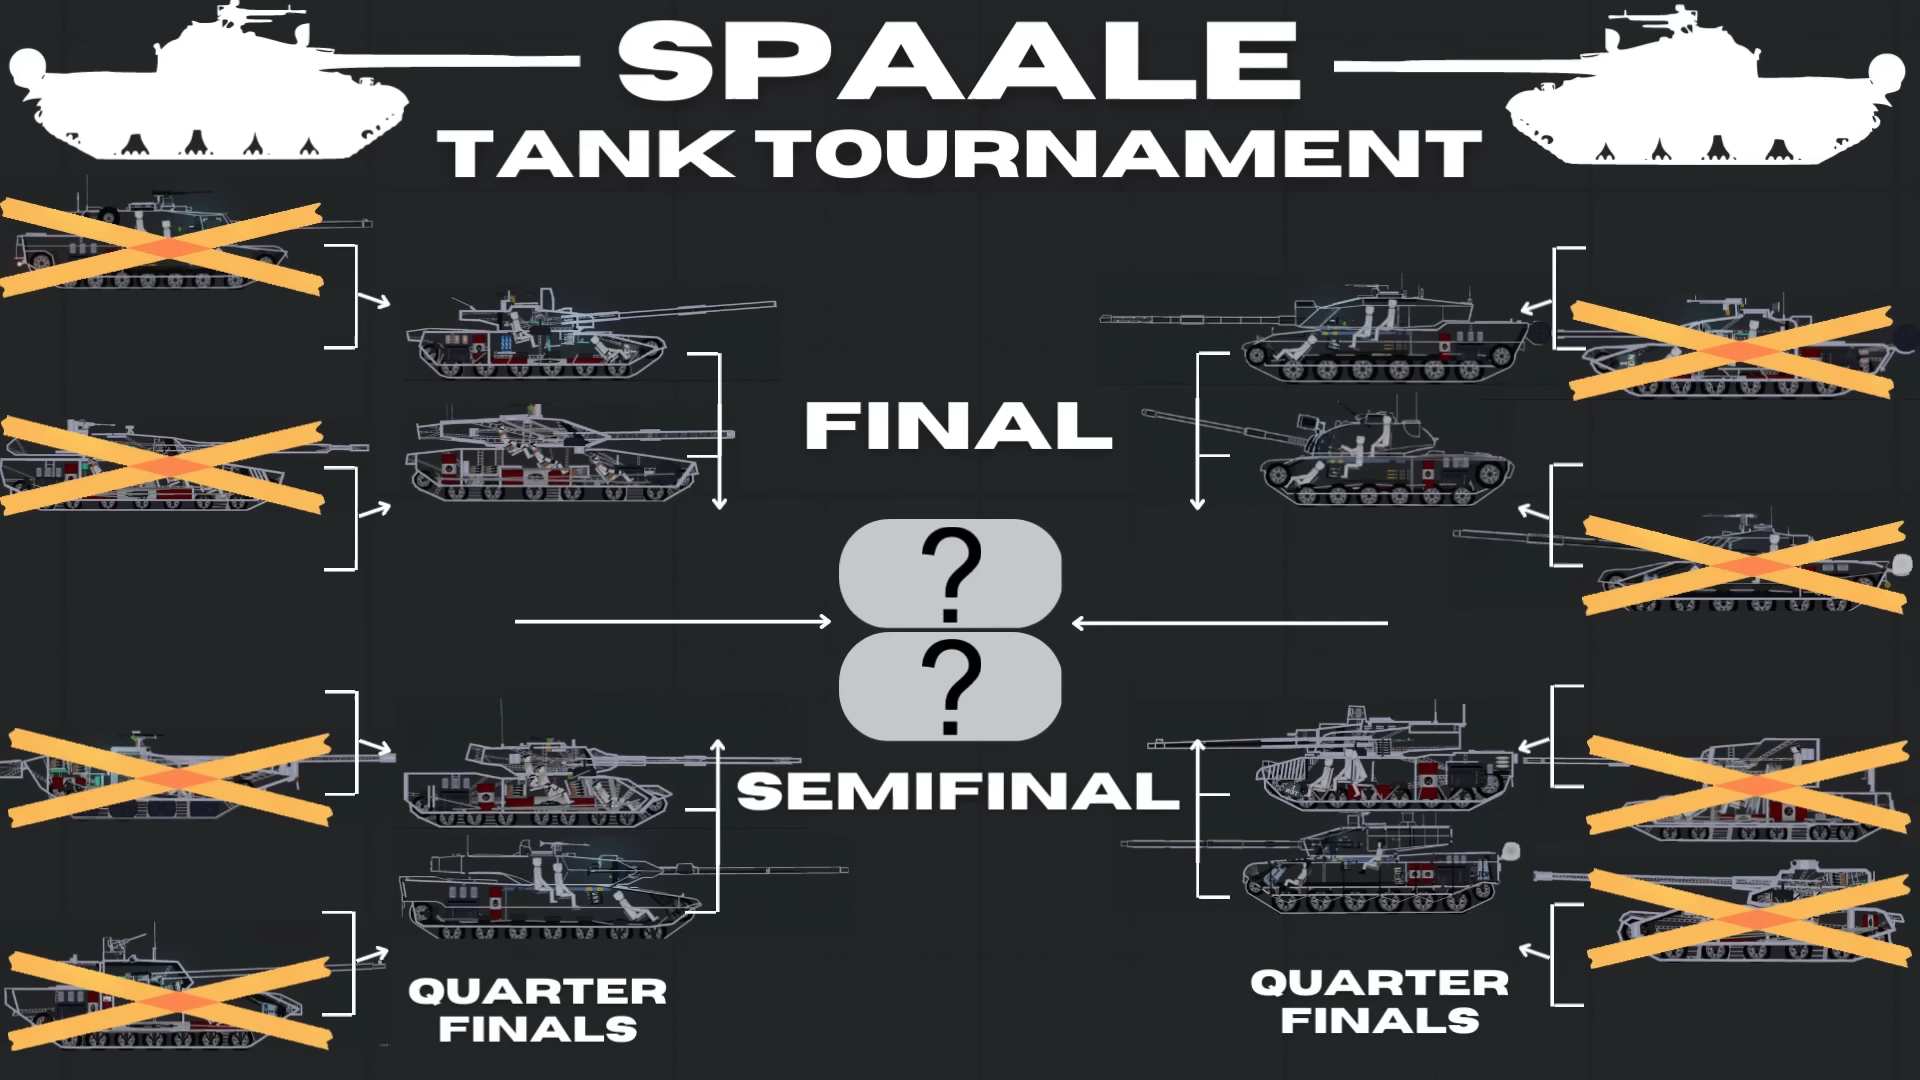 SPAALE
TANK TOURNAMENT
FINAL
?
?
SEMIFINAL
QUARTER
FINALS
QUARTER
FINALS